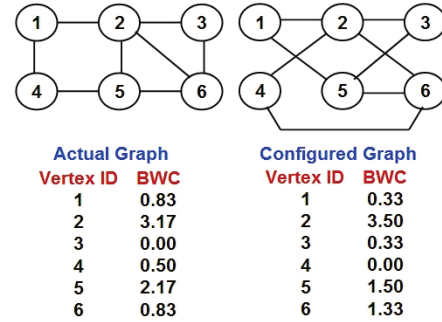 1 2 3 1 2 3
4 5 6 4 5 6
Actual Graph Configured Graph
Vertex ID BWC Vertex ID BWC
1 0.83 1 0.33
2 3.17 2 3.50
3 0.00 3 0.33
4 0.50 4 0.00
5 2.17 5 1.50
6 0.83 6 1.33